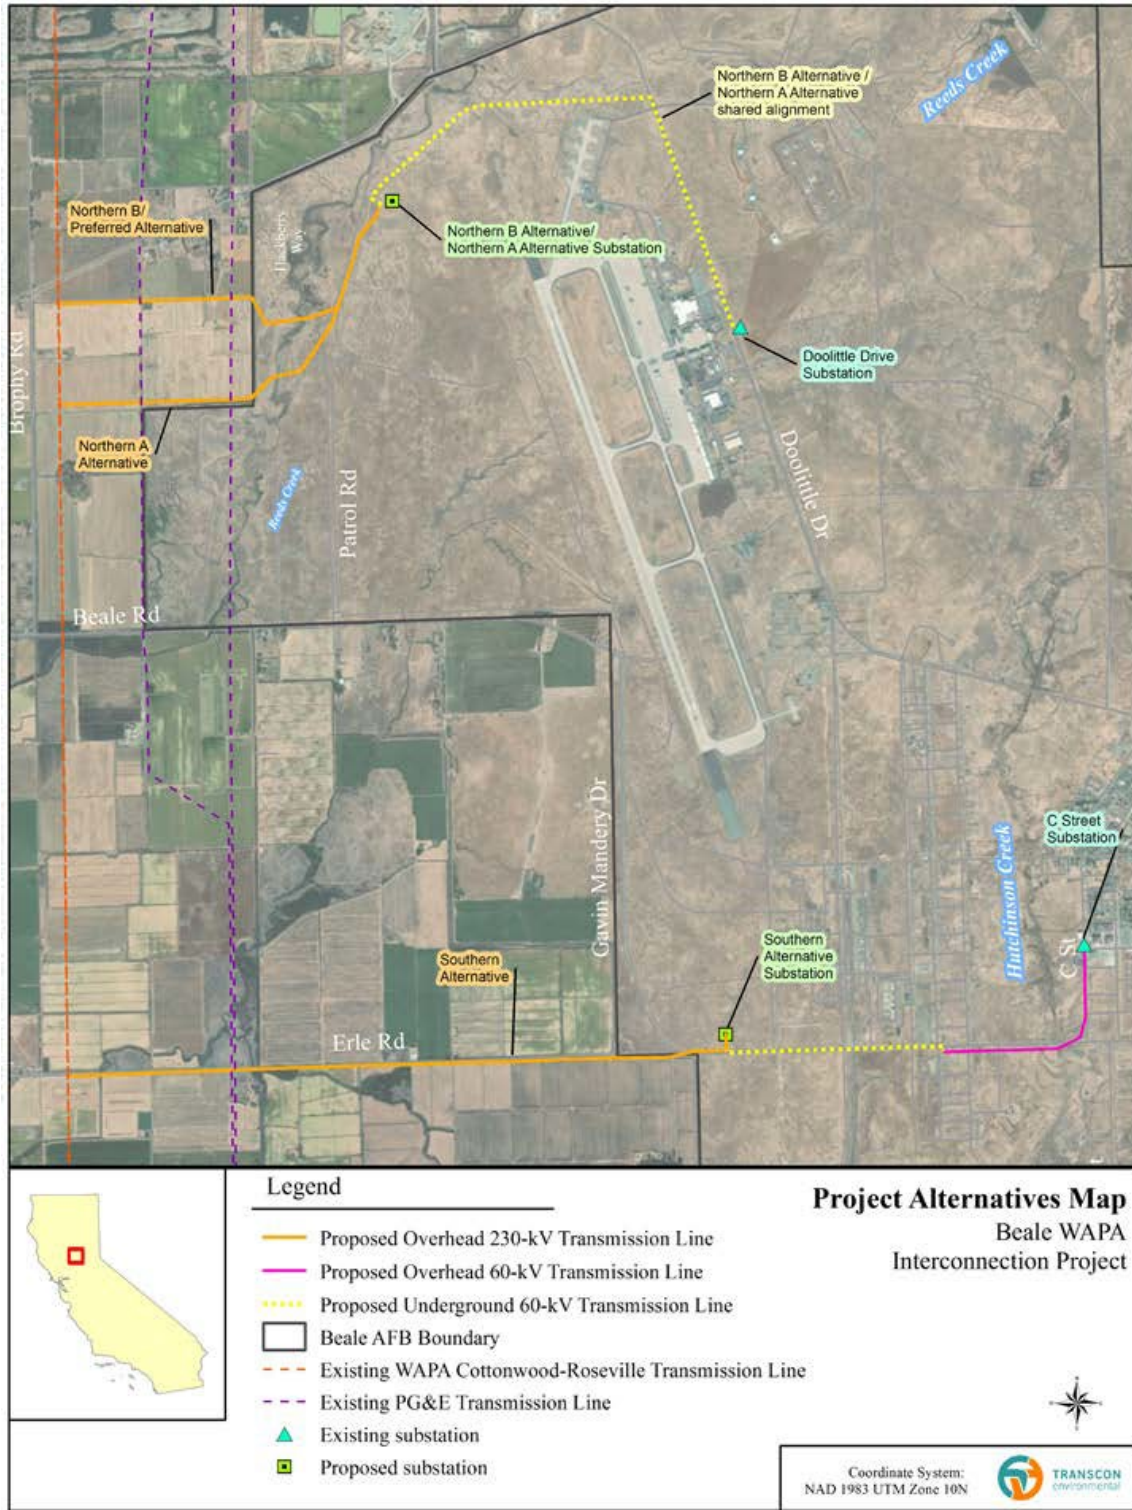 Reeds Creek
Northern B Alternative /
Northern A Alternative
shared alignment
Northern B/
Preferred Alternative
Hackberry
Way
Northern B Alternative/
Northern A Alternative Substation
Brophy Rd
Doolittle Drive
Substation
Northern A
Alternative
Reeds Creek
Patrol Rd
Doolittle Dr
Beale Rd
Gavin Mandery Dr
C Street
Substation
Hutchinson Creek
C St
Southern
Alternative
Southern
Alternative
Substation
Erle Rd
Legend
Proposed Overhead 230-kV Transmission Line
Proposed Overhead 60-kV Transmission Line
Proposed Underground 60-kV Transmission Line
Beale AFB Boundary
Existing WAPA Cottonwood-Roseville Transmission Line
Existing PG&E Transmission Line
Existing substation
Proposed substation
Project Alternatives Map
Beale WAPA
Interconnection Project
Coordinate System:
NAD 1983 UTM Zone 10N
TRANSCON
environmental